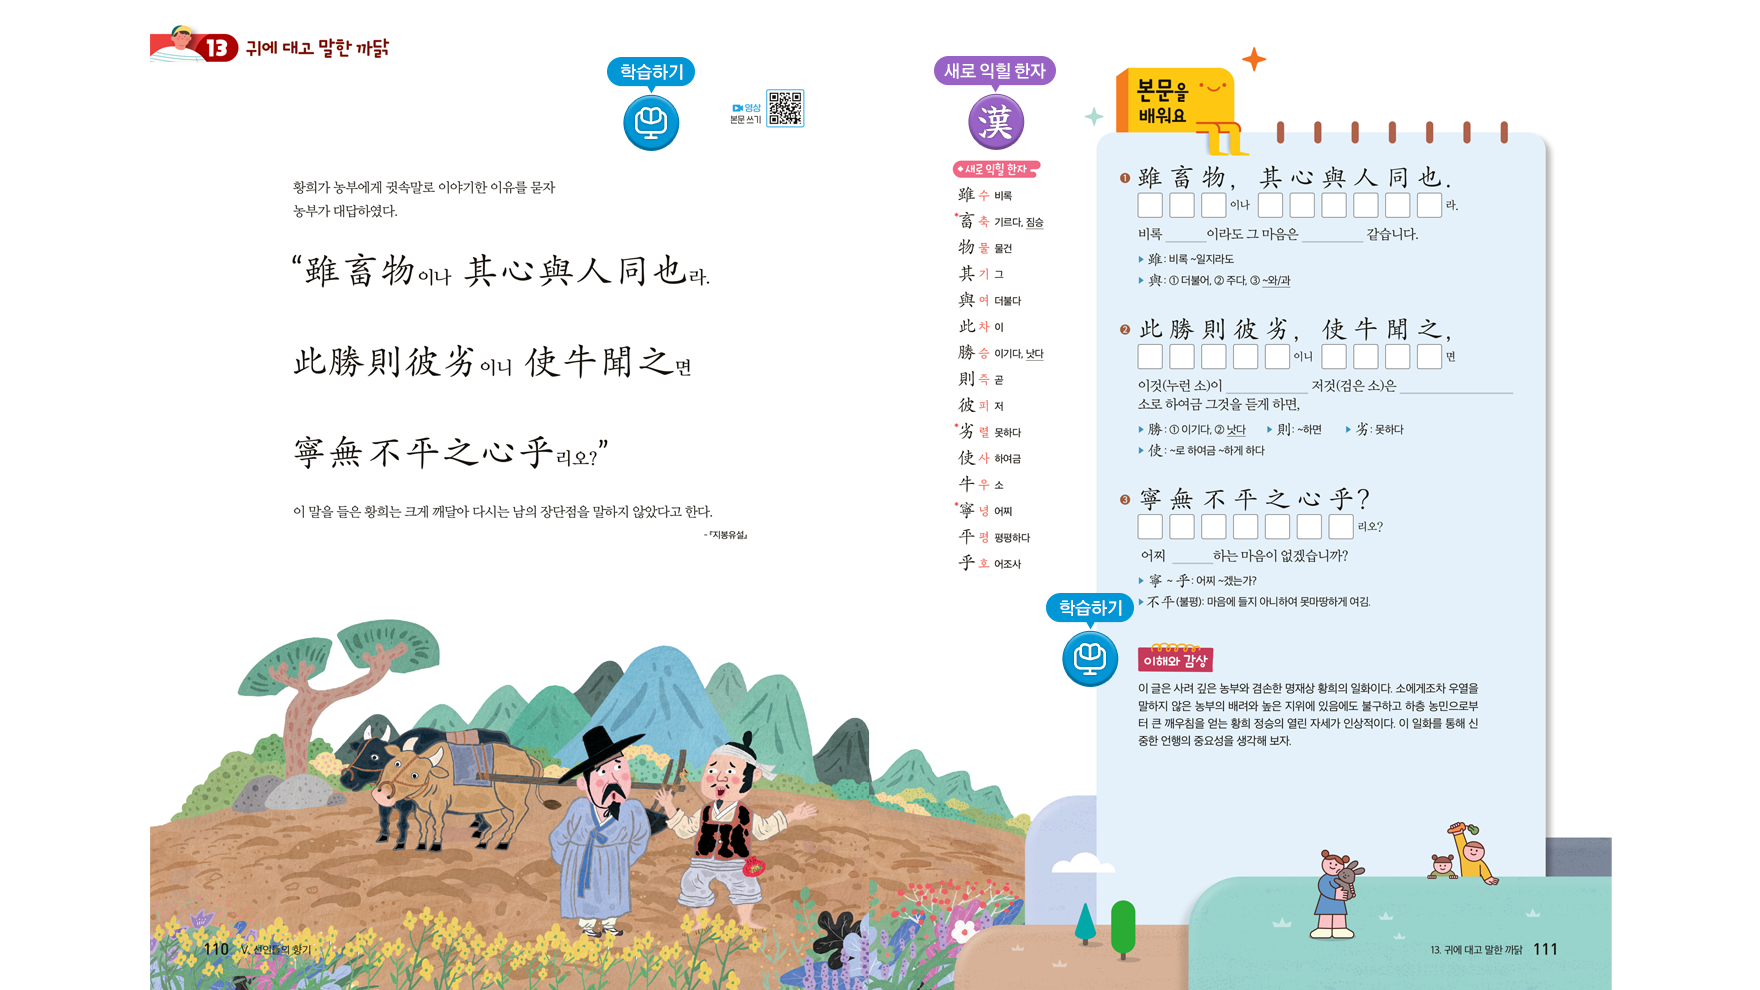 13 귀에 대고 말한 까닭
학습하기
영상
본문 쓰기
황희가 농부에게 귓속말로 이야기한 이유를 묻자
농부가 대답하였다.
“雖畜物이나 其心與人同也라.
此勝則彼劣이니 使牛聞之면
寧無不平之心乎리오?”
이 말을 들은 황희는 크게 깨달아 다시는 남의 장단점을 말하지 않았다고 한다.
-『지봉유설』
110 Ⅴ. 선인들의 향기
새로 익힐 한자
漢
새로 익힐 한자
雖 수 비록
*畜 축 기르다, 짐승
物 물 물건
其 기 그
與 여 더불다
此 차 이
勝 승 이기다, 낫다
則 즉 곧
彼 피 저
*劣 렬 못하다
使 사 하여금
牛 우 소
*寧 녕 어찌
平 평 평평하다
乎 호 어조사
본문을
배워요
1 雖畜物, 其心與人同也.
이나 라.
비록 이라도 그 마음은 같습니다.
▶ 雖: 비록 ~일지라도
▶ 與: ① 더불어, ② 주다, ③ ~와/과
2 此勝則彼劣, 使牛聞之,
이니 면
이것(누런 소)이 저것(검은 소)은
소로 하여금 그것을 듣게 하면,
▶ 勝: ① 이기다, ② 낫다 ▶ 則: ~하면 ▶ 劣: 못하다
▶ 使: ~로 하여금 ~하게 하다
3 寧無不平之心乎?
리오?
어찌 하는 마음이 없겠습니까?
▶ 寧 ~ 乎: 어찌 ~겠는가?
▶ 不平(불평): 마음에 들지 아니하여 못마땅하게 여김.
학습하기
이해와 감상
이 글은 사려 깊은 농부와 겸손한 명재상 황희의 일화이다. 소에게조차 우열을
말하지 않은 농부의 배려와 높은 지위에 있음에도 불구하고 하층 농민으로부
터 큰 깨우침을 얻는 황희 정승의 열린 자세가 인상적이다. 이 일화를 통해 신
중한 언행의 중요성을 생각해 보자.
13. 귀에 대고 말한 까닭 111